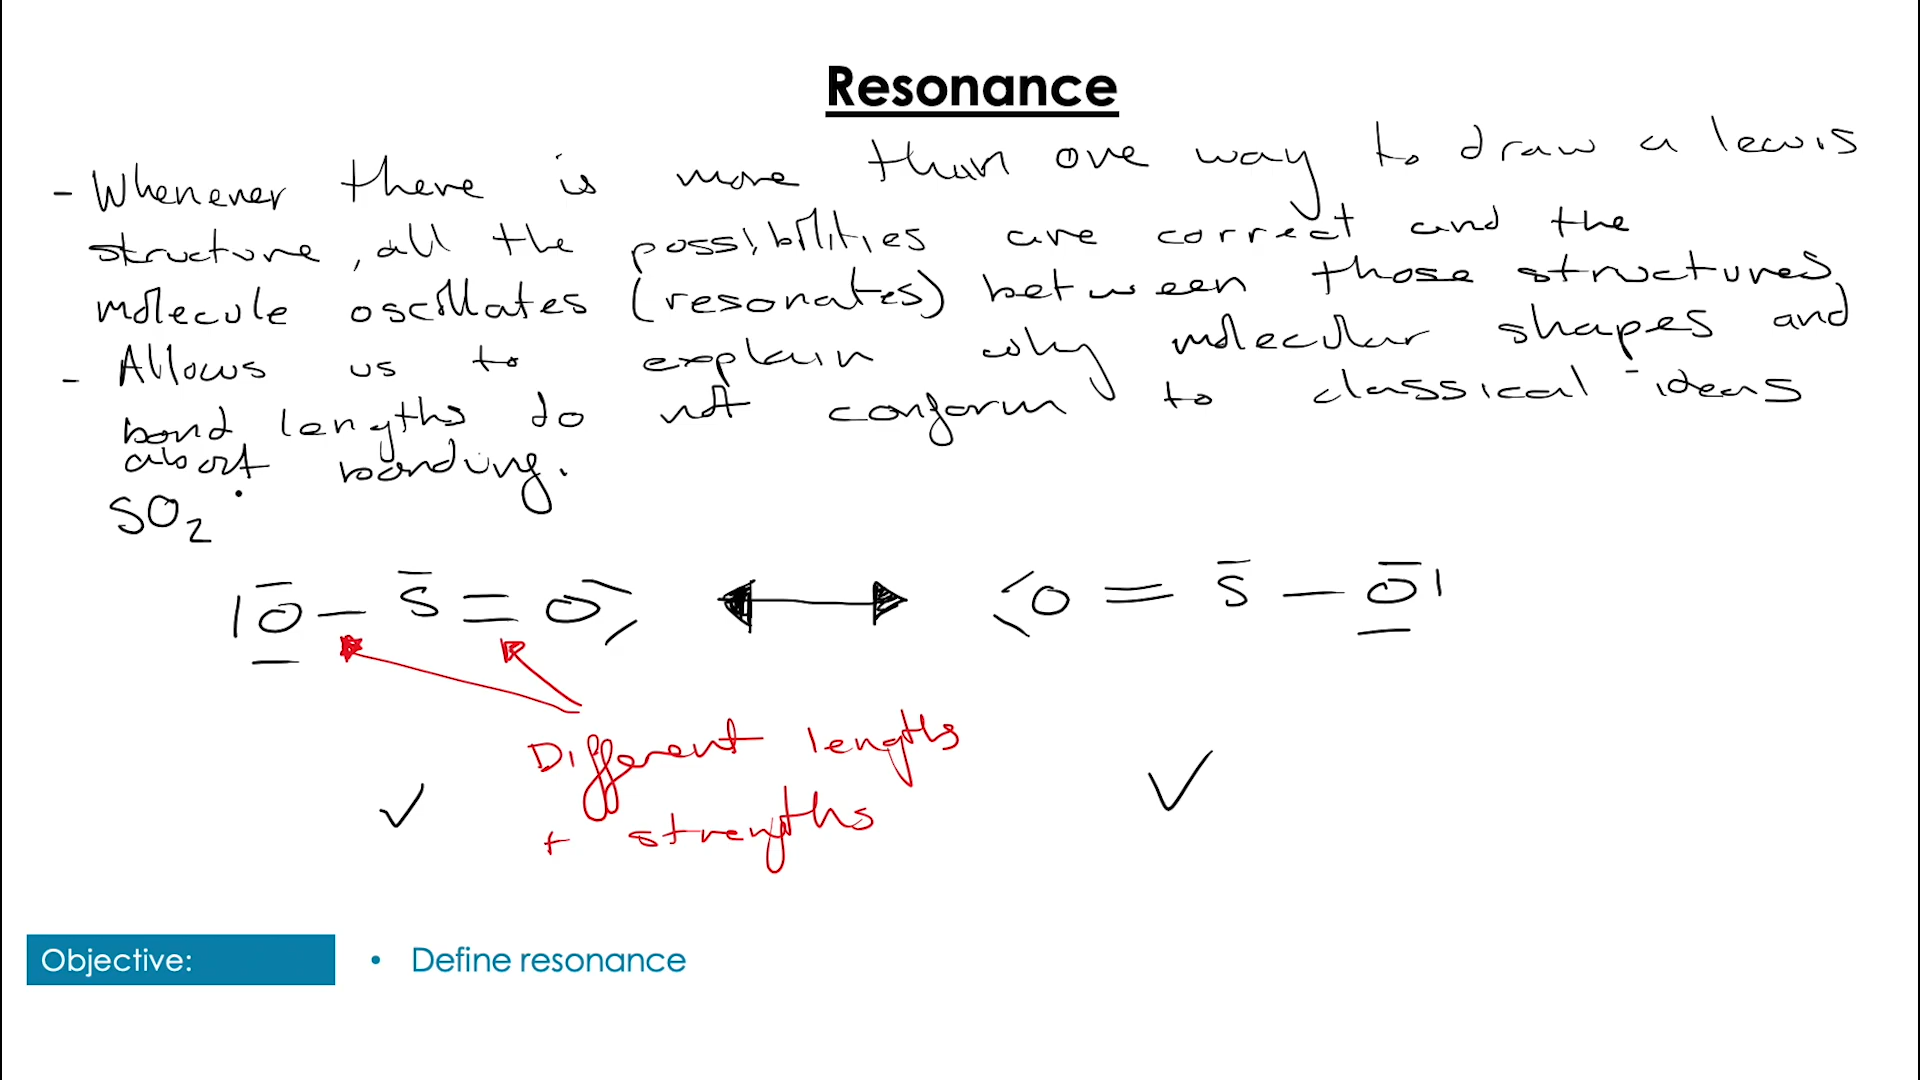 Resonance
- Whenever there is more than one way to draw a lewis
structure, all the possibilities are correct and the
molecule oscillates (resonates) between those structures
- Allows us to explain why molecular shapes and
bond lengths do not conform to classical ideas
about bonding.
SO₂
|O̅ - S̅ = O〉 ↔ 〈O = S̅ - O̅|
Different lengths
+ strengths
✓ ✓
Objective: • Define resonance